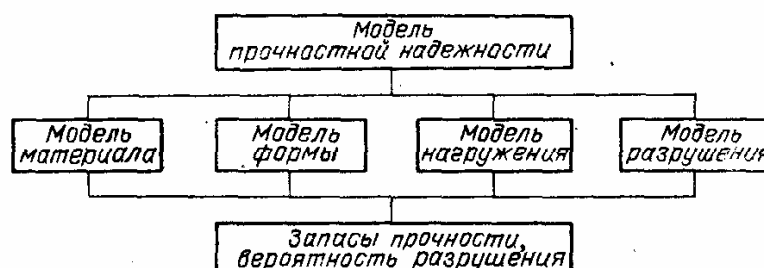 Модель
прочностной надежности
Модель
материала
Модель
формы
Модель
нагружения
Модель
разрушения
Запасы прочности,
вероятность разрушения